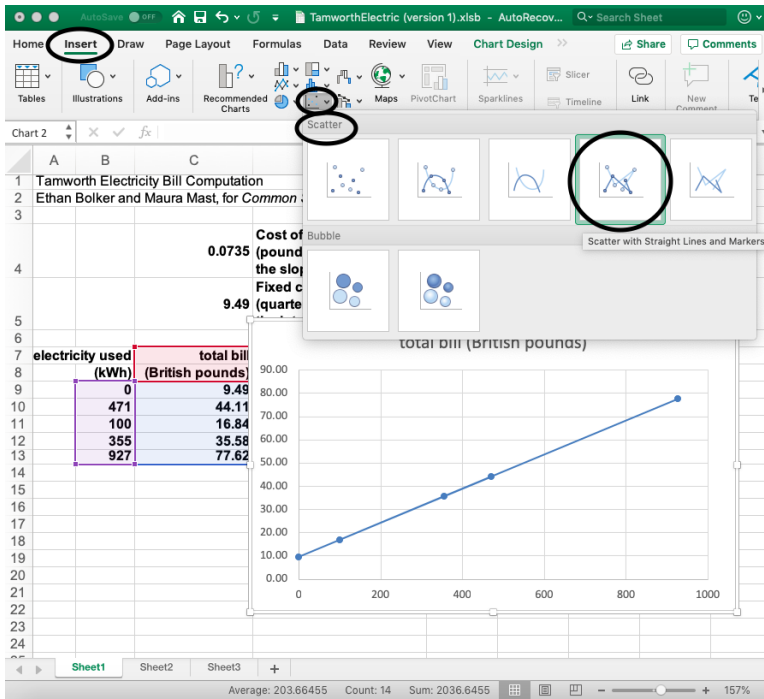 AutoSave OFF TamworthElectric (version 1).xlsb - AutoRecov... Search Sheet
Home Insert Draw Page Layout Formulas Data Review View Chart Design >> Share Comments
Tables Illustrations Add-ins Recommended Charts Maps PivotChart Sparklines Slicer Timeline Link New Comment Te
Chart 2 fx
Scatter
Scatter with Straight Lines and Markers
Bubble
A B C
1 Tamworth Electricity Bill Computation
2 Ethan Bolker and Maura Mast, for Common
3
Cost of
0.0735 (pound
4 the slop
Fixed c
9.49 (quarte
5
6
7 electricity used total bill
8 (kWh) (British pounds)
9 0 9.49
10 471 44.11
11 100 16.84
12 355 35.58
13 927 77.62
14
15
16
17
18
19
20
21
22
23
24
total bill (British pounds)
90.00
80.00
70.00
60.00
50.00
40.00
30.00
20.00
10.00
0.00
0 200 400 600 800 1000
Sheet1 Sheet2 Sheet3 +
Average: 203.66455 Count: 14 Sum: 2036.6455 - + 157%